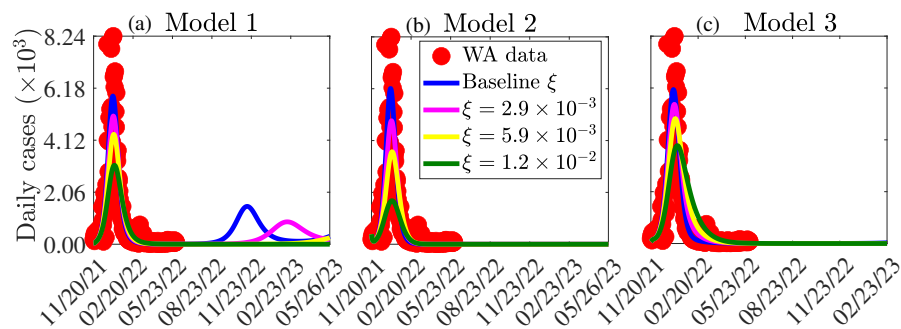 (a) Model 1
(b) Model 2
(c) Model 3
Daily cases (×10³)
8.24
6.18
4.12
2.06
0.00
WA data
Baseline ξ
ξ = 2.9 × 10⁻³
ξ = 5.9 × 10⁻³
ξ = 1.2 × 10⁻²
11/20/21
02/20/22
05/23/22
08/23/22
11/23/22
02/23/23
05/26/23
11/20/21
02/20/22
05/23/22
08/23/22
11/23/22
02/23/23
05/26/23
11/20/21
02/20/22
05/23/22
08/23/22
11/23/22
02/23/23